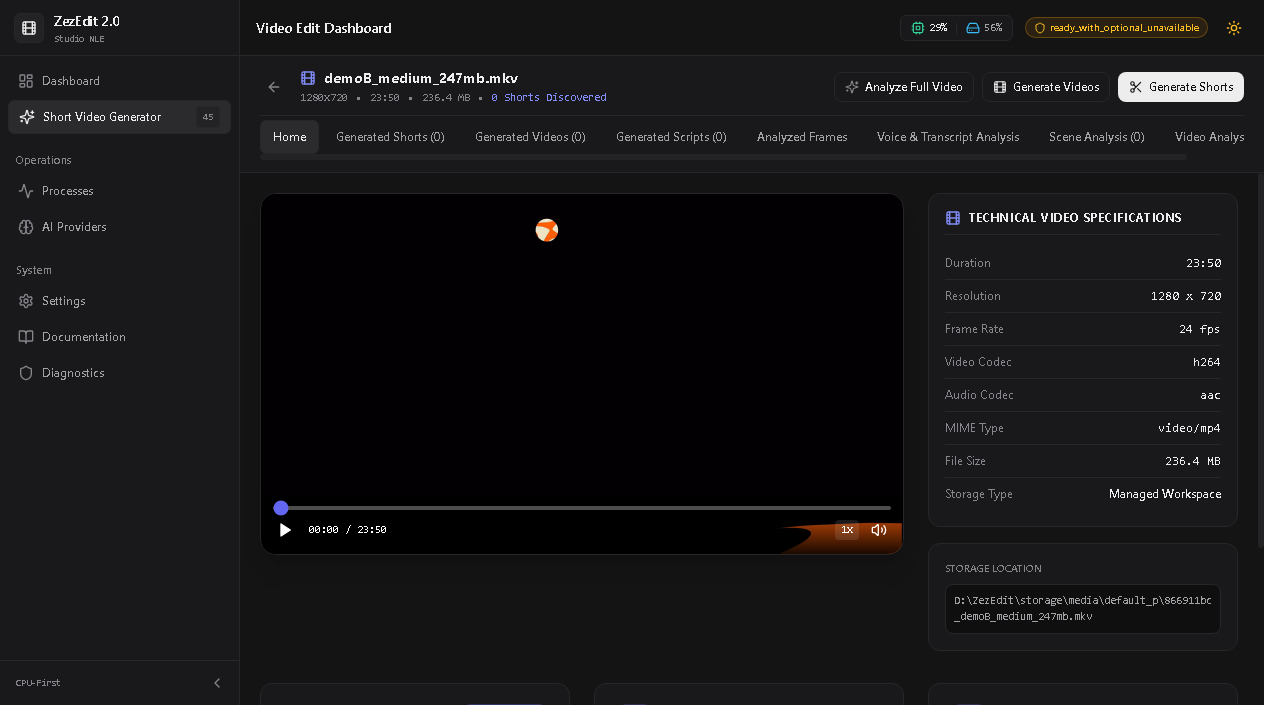 ZezEdit 2.0
Studio NLE
Dashboard
Short Video Generator 45
Operations
Processes
AI Providers
System
Settings
Documentation
Diagnostics
CPU-First
Video Edit Dashboard
29% 56%
ready_with_optional_unavailable
demoB_medium_247mb.mkv
1280x720 • 23:50 • 236.4 MB • 0 Shorts Discovered
Analyze Full Video
Generate Videos
Generate Shorts
Home Generated Shorts (0) Generated Videos (0) Generated Scripts (0) Analyzed Frames Voice & Transcript Analysis Scene Analysis (0) Video Analys
00:00 / 23:50
1x
TECHNICAL VIDEO SPECIFICATIONS
Duration 23:50
Resolution 1280 x 720
Frame Rate 24 fps
Video Codec h264
Audio Codec aac
MIME Type video/mp4
File Size 236.4 MB
Storage Type Managed Workspace
STORAGE LOCATION
D:\ZezEdit\storage\media\default_p\866911bc
_demoB_medium_247mb.mkv